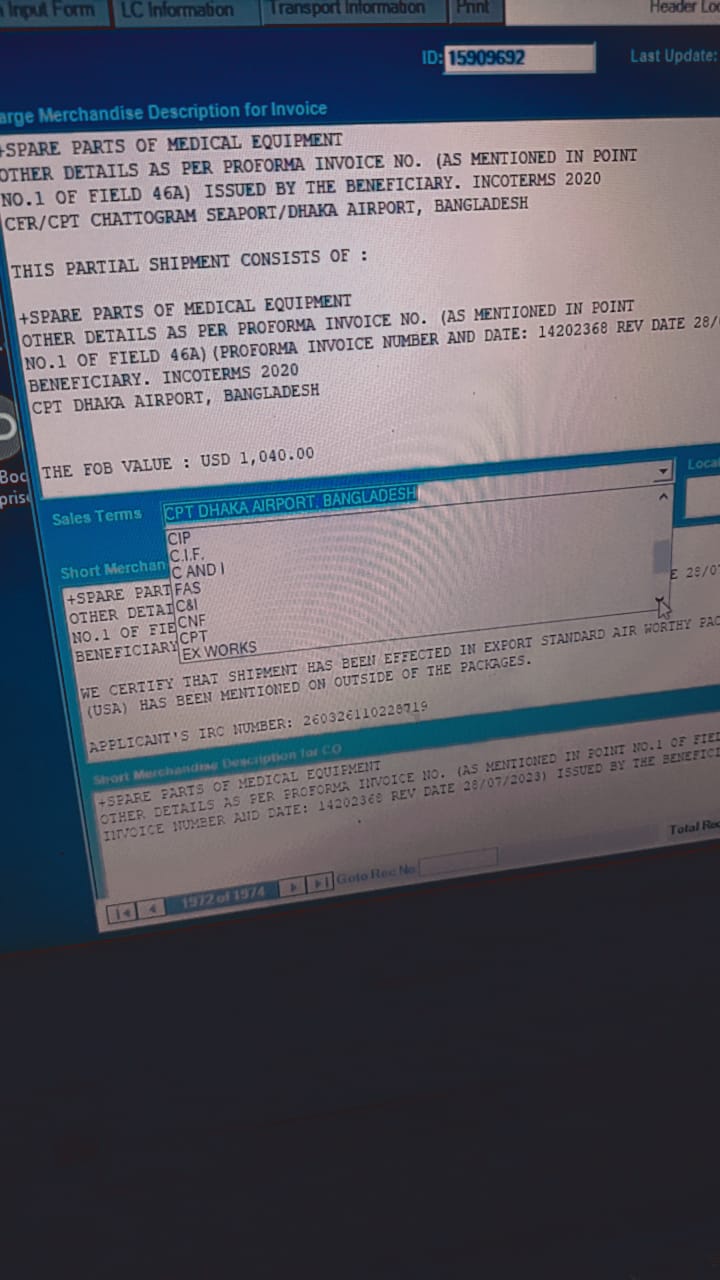 Input Form
LC Information
Transport Information
Print
Header
ID: 15909692
Last Update:
arge Merchandise Description for Invoice
+SPARE PARTS OF MEDICAL EQUIPMENT
OTHER DETAILS AS PER PROFORMA INVOICE NO. (AS MENTIONED IN POINT
NO.1 OF FIELD 46A) ISSUED BY THE BENEFICIARY. INCOTERMS 2020
CFR/CPT CHATTOGRAM SEAPORT/DHAKA AIRPORT, BANGLADESH
THIS PARTIAL SHIPMENT CONSISTS OF :
+SPARE PARTS OF MEDICAL EQUIPMENT
OTHER DETAILS AS PER PROFORMA INVOICE NO. (AS MENTIONED IN POINT
NO.1 OF FIELD 46A) (PROFORMA INVOICE NUMBER AND DATE: 14202368 REV DATE 28/
BENEFICIARY. INCOTERMS 2020
CPT DHAKA AIRPORT, BANGLADESH
THE FOB VALUE : USD 1,040.00
Sales Terms
CPT DHAKA AIRPORT, BANGLADESH
CIP
C.I.F.
C AND I
FAS
C&I
CNF
CPT
EX WORKS
Short Merchan
+SPARE PART
OTHER DETAI
NO.1 OF FIE
E 28/07
BENEFICIARY
WE CERTIFY THAT SHIPMENT HAS BEEN EFFECTED IN EXPORT STANDARD AIR WORTHY PAC
(USA) HAS BEEN MENTIONED ON OUTSIDE OF THE PACKAGES.
APPLICANT'S IRC NUMBER: 260326110228719
Short Merchandise Description for CO
+SPARE PARTS OF MEDICAL EQUIPMENT
OTHER DETAILS AS PER PROFORMA INVOICE NO. (AS MENTIONED IN POINT NO.1 OF FIEL
INVOICE NUMBER AND DATE: 14202368 REV DATE 28/07/2023) ISSUED BY THE BENEFIC
1972 of 1974
Goto Rec No
Total Rec